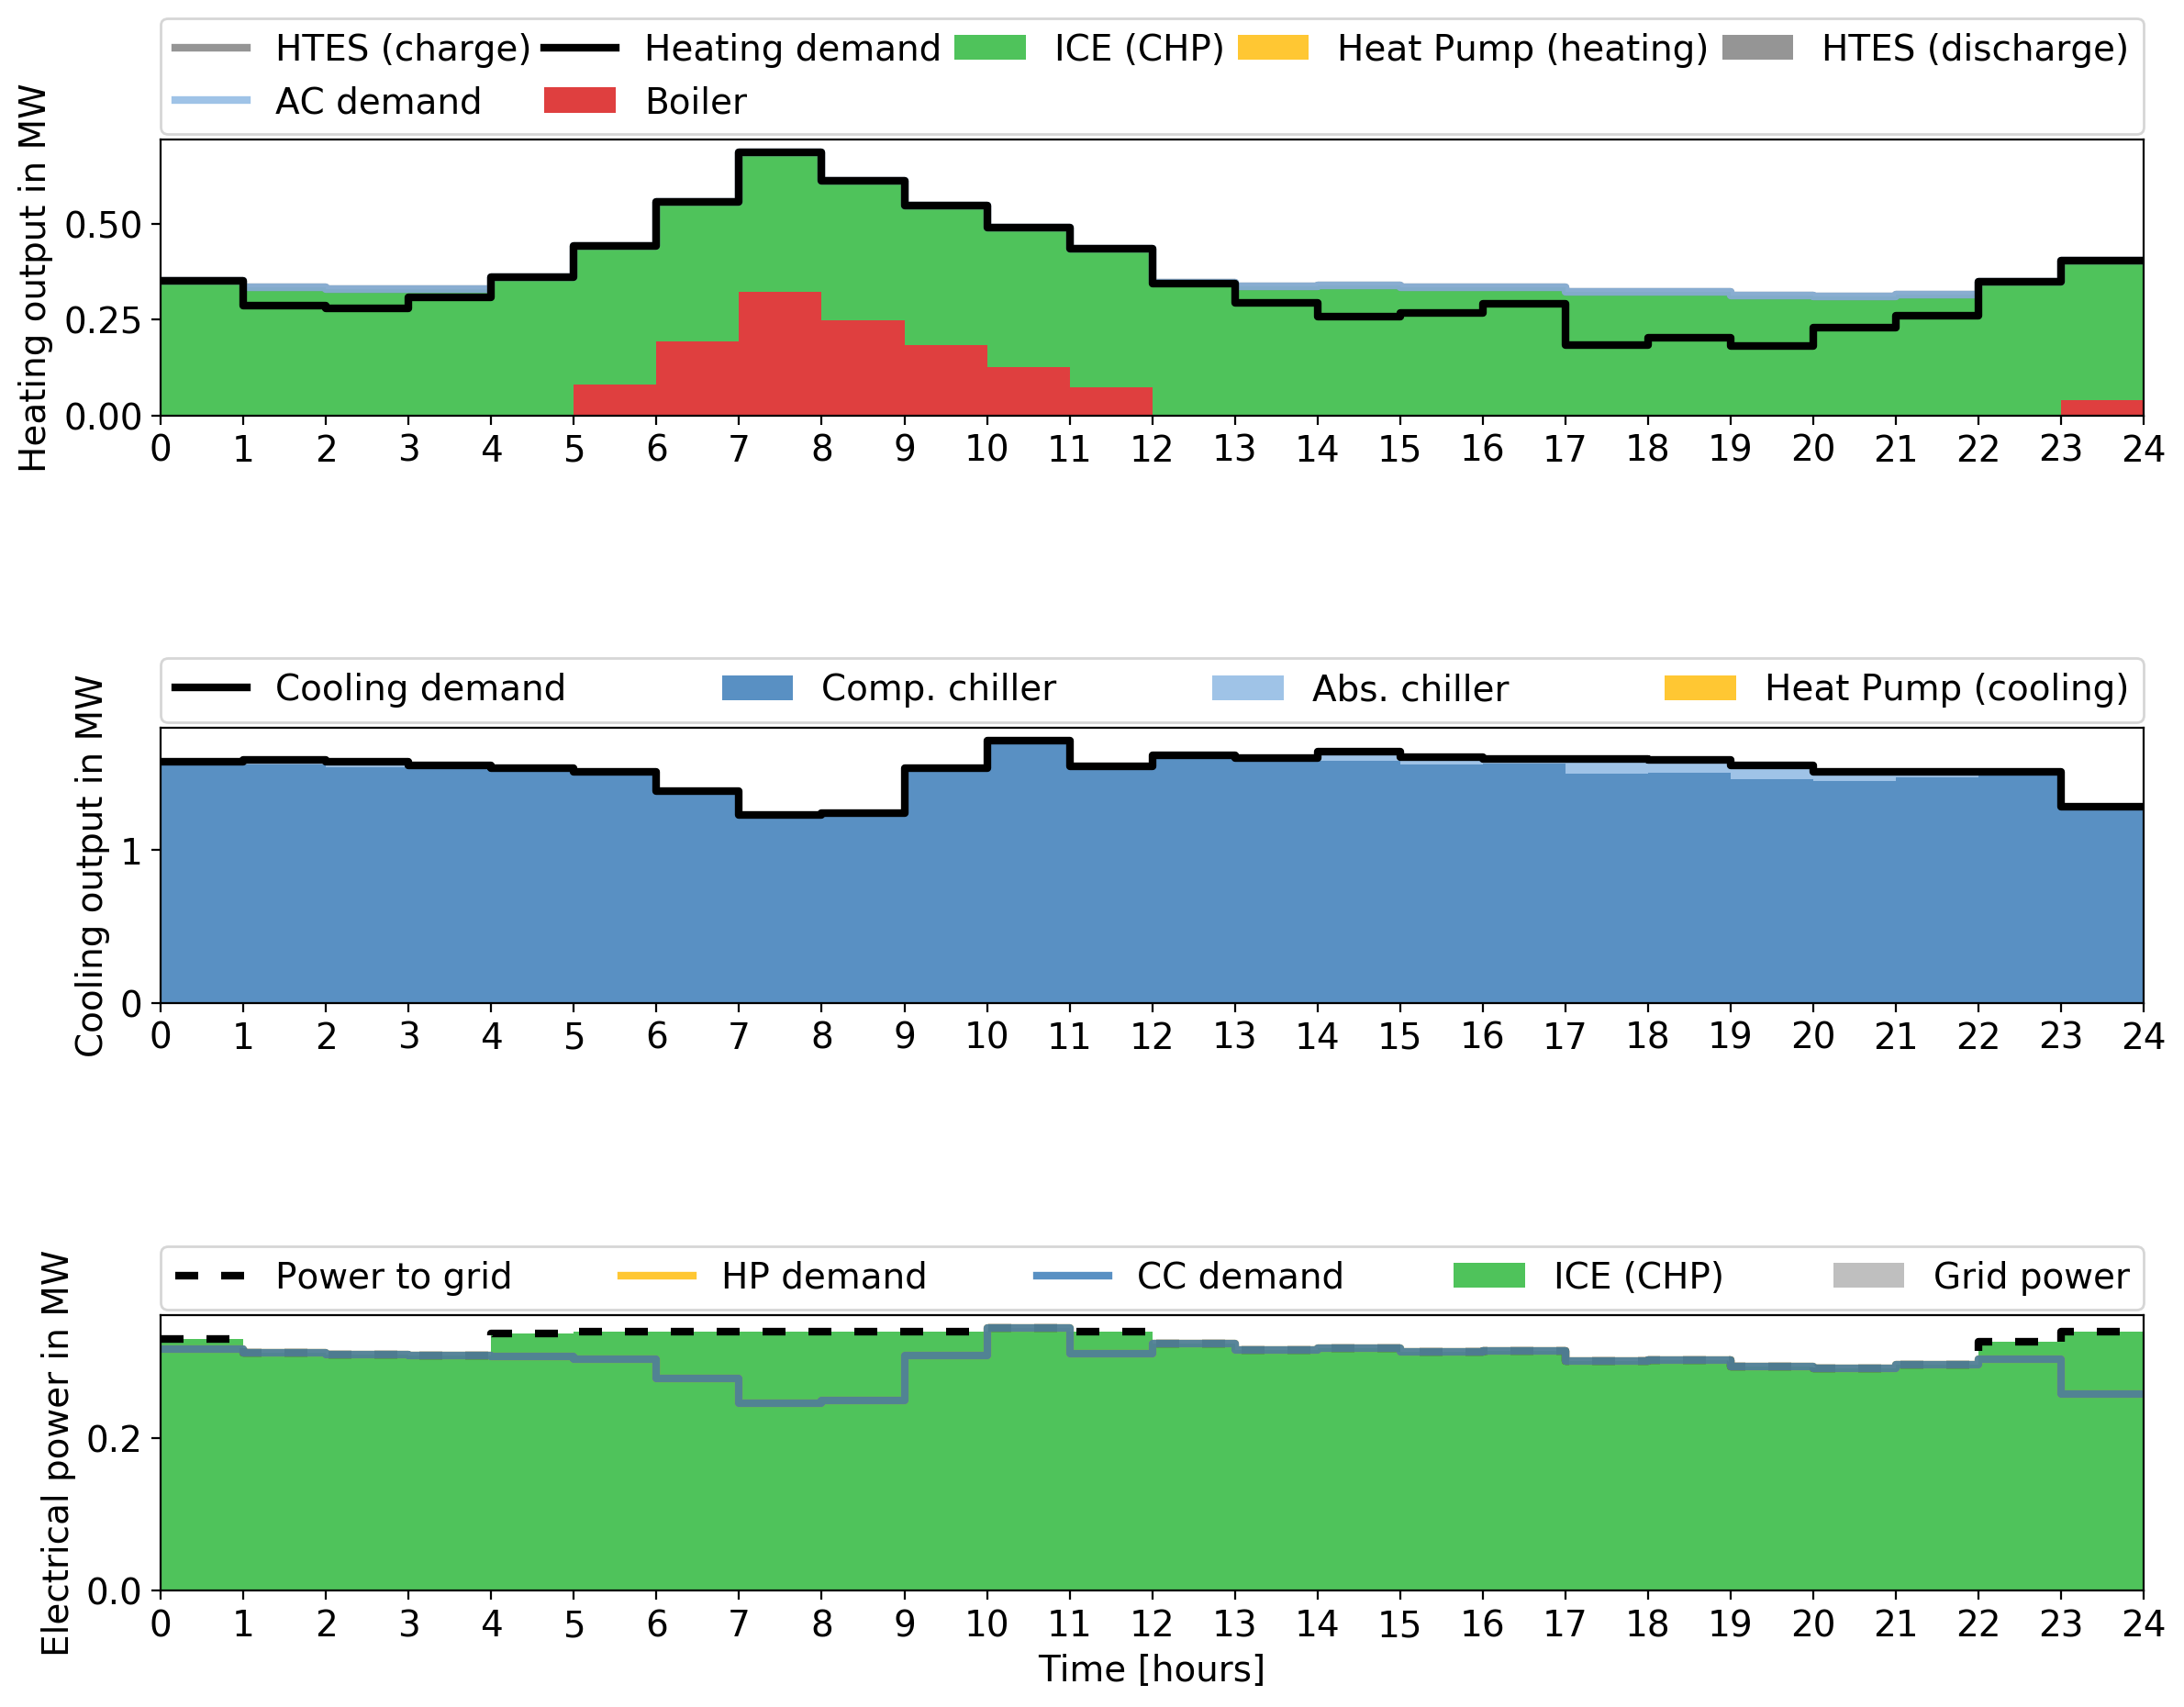 HTES (charge) Heating demand ICE (CHP) Heat Pump (heating) HTES (discharge)
AC demand Boiler
Heating output in MW
0.50
0.25
0.00
0 1 2 3 4 5 6 7 8 9 10 11 12 13 14 15 16 17 18 19 20 21 22 23 24
Cooling demand Comp. chiller Abs. chiller Heat Pump (cooling)
Cooling output in MW
1
0
0 1 2 3 4 5 6 7 8 9 10 11 12 13 14 15 16 17 18 19 20 21 22 23 24
Power to grid HP demand CC demand ICE (CHP) Grid power
Electrical power in MW
0.2
0.0
0 1 2 3 4 5 6 7 8 9 10 11 12 13 14 15 16 17 18 19 20 21 22 23 24
Time [hours]